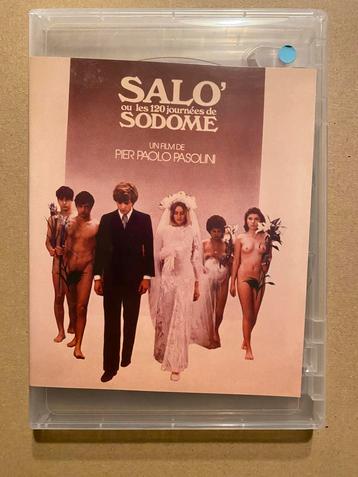 SALO'
ou les 120 journées de
SODOME
UN FILM DE
PIER PAOLO PASOLINI